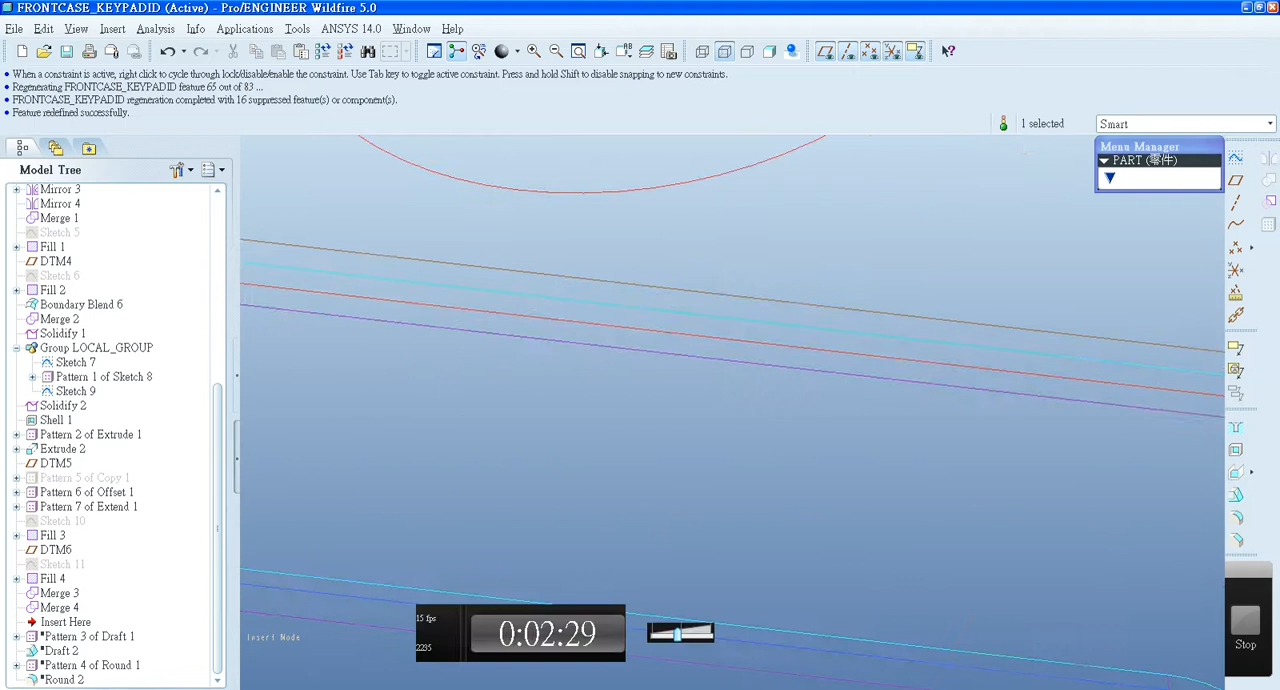 FRONTCASE_KEYPADID (Active) - Pro/ENGINEER Wildfire 5.0
File Edit View Insert Analysis Info Applications Tools ANSYS 14.0 Window Help
When a constraint is active, right click to cycle through lock/disable/enable the constraint. Use Tab key to toggle active constraint. Press and hold Shift to disable snapping to new constraints.
Regenerating FRONTCASE_KEYPADID feature 65 out of 83 ...
FRONTCASE_KEYPADID regeneration completed with 16 suppressed feature(s) or component(s).
Feature redefined successfully.
1 selected
Smart
Menu Manager
PART (零件)
Model Tree
Mirror 3
Mirror 4
Merge 1
Sketch 5
Fill 1
DTM4
Sketch 6
Fill 2
Boundary Blend 6
Merge 2
Solidify 1
Group LOCAL_GROUP
Sketch 7
Pattern 1 of Sketch 8
Sketch 9
Solidify 2
Shell 1
Pattern 2 of Extrude 1
Extrude 2
DTM5
Pattern 5 of Copy 1
Pattern 6 of Offset 1
Pattern 7 of Extend 1
Sketch 10
Fill 3
DTM6
Sketch 11
Fill 4
Merge 3
Merge 4
Insert Here
Pattern 3 of Draft 1
Draft 2
Pattern 4 of Round 1
Round 2
Insert Mode
15 fps
2235
0:02:29
Stop